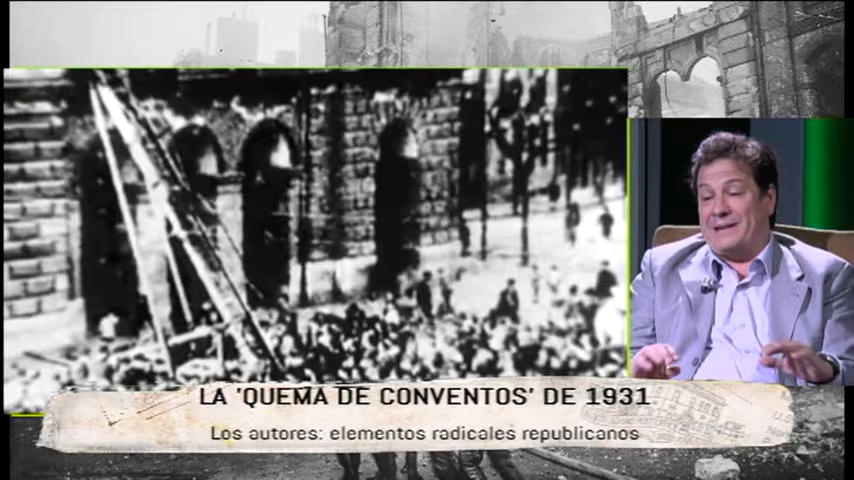 LA 'QUEMA DE CONVENTOS' DE 1931
Los autores: elementos radicales republicanos